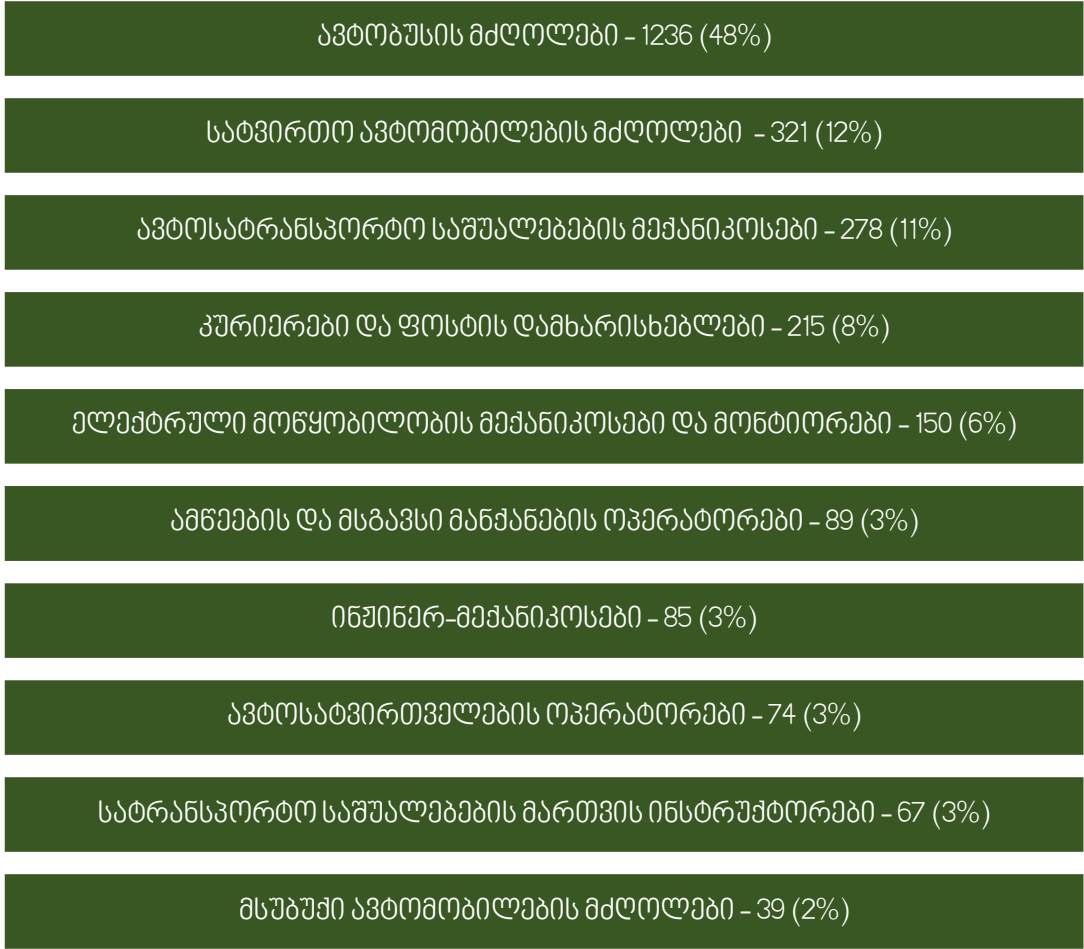 ავტობუსის მძღოლები - 1236 (48%)
სატვირთო ავტომობილების მძღოლები - 321 (12%)
ავტოსატრანსპორტო საშუალებების მექანიკოსები - 278 (11%)
კურიერები და ფოსტის დამხარისხებლები - 215 (8%)
ელექტრული მოწყობილობის მექანიკოსები და მონტიორები - 150 (6%)
ამწეების და მსგავსი მანქანების ოპერატორები - 89 (3%)
ინჟინერ-მექანიკოსები - 85 (3%)
ავტოსატვირთველების ოპერატორები - 74 (3%)
სატრანსპორტო საშუალებების მართვის ინსტრუქტორები - 67 (3%)
მსუბუქი ავტომობილების მძღოლები - 39 (2%)